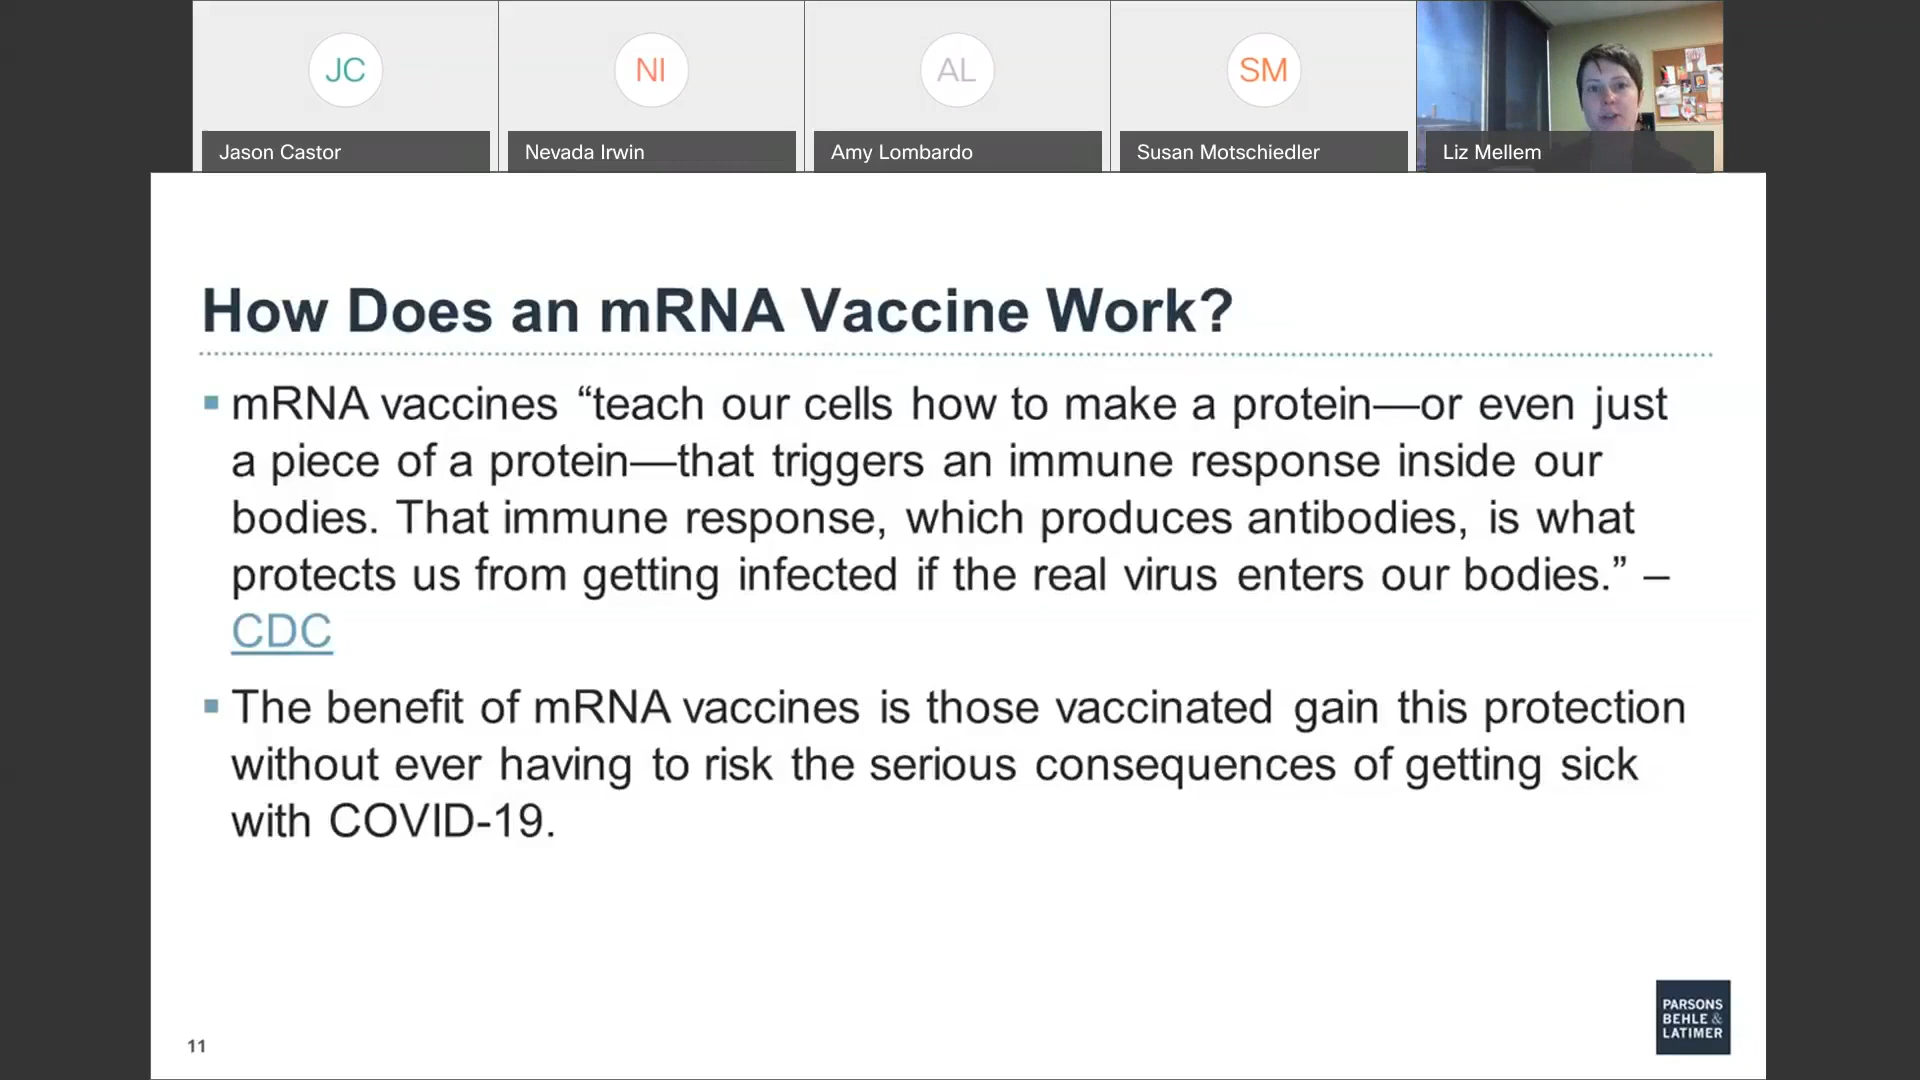 JC
NI
AL
SM
Jason Castor
Nevada Irwin
Amy Lombardo
Susan Motschiedler
Liz Mellem
How Does an mRNA Vaccine Work?
▪ mRNA vaccines “teach our cells how to make a protein—or even just
a piece of a protein—that triggers an immune response inside our
bodies. That immune response, which produces antibodies, is what
protects us from getting infected if the real virus enters our bodies.” –
CDC
▪ The benefit of mRNA vaccines is those vaccinated gain this protection
without ever having to risk the serious consequences of getting sick
with COVID-19.
PARSONS
BEHLE &
LATIMER
11